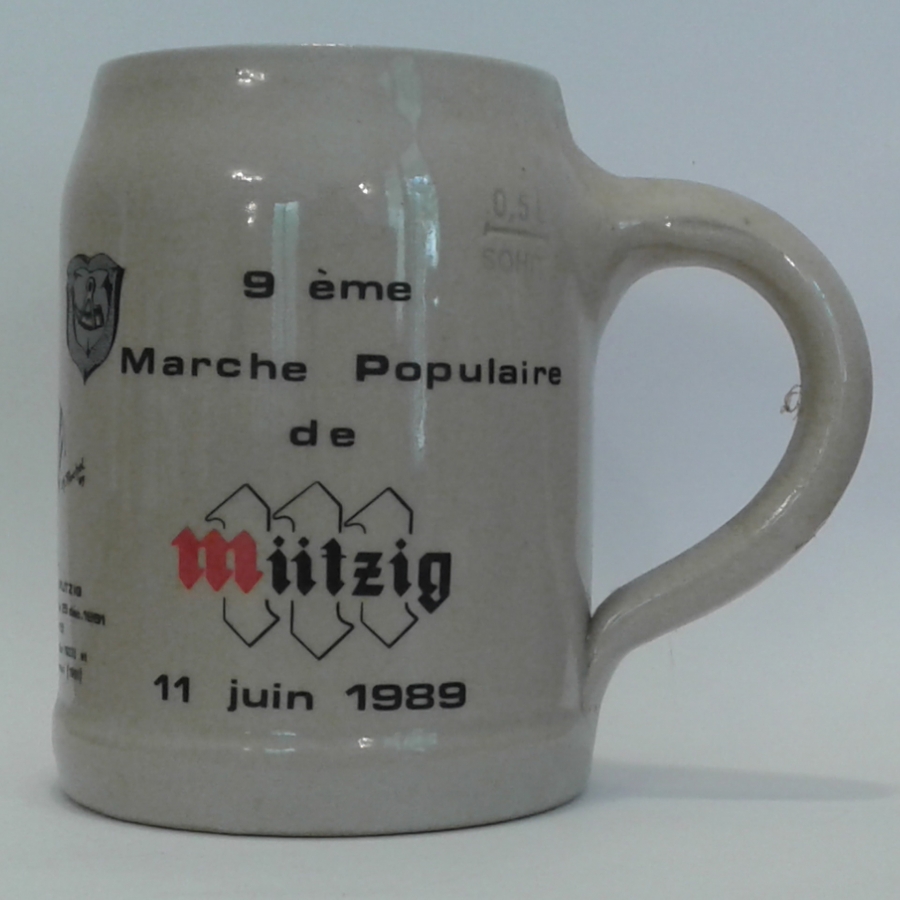 0,5 l
9 ème
Marche Populaire
de
Mützig
11 juin 1989